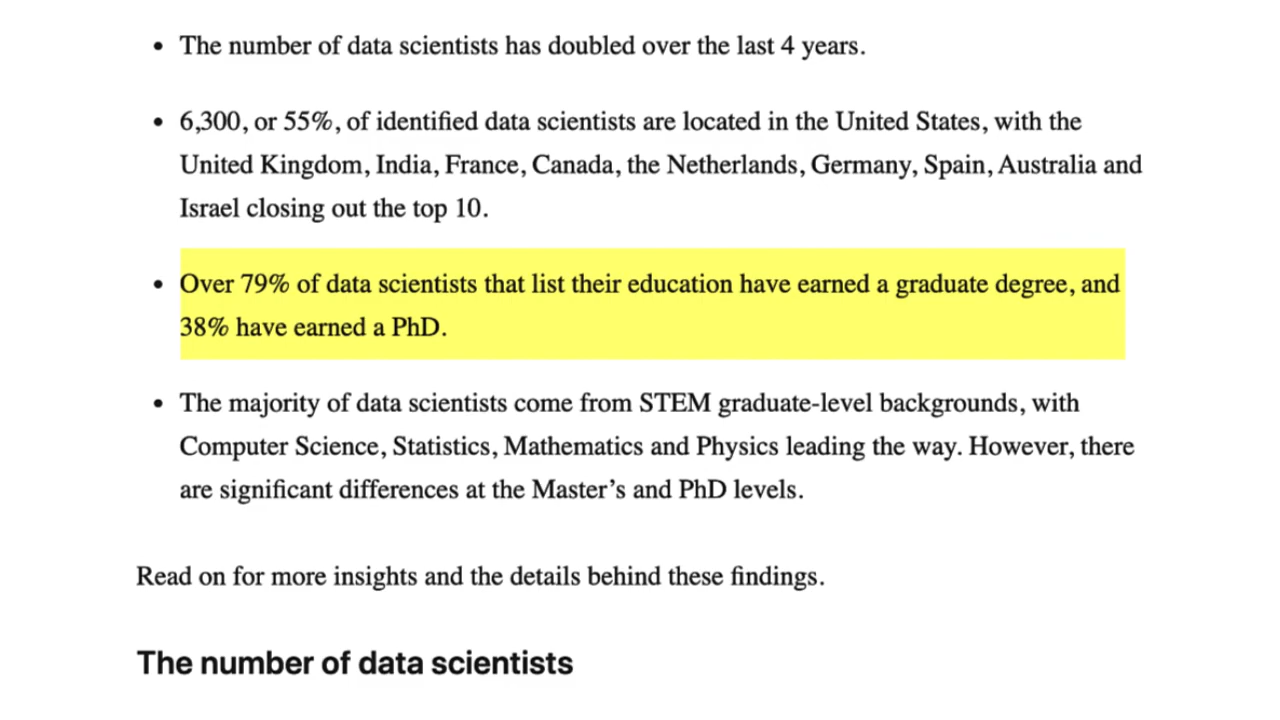 • The number of data scientists has doubled over the last 4 years.
• 6,300, or 55%, of identified data scientists are located in the United States, with the
United Kingdom, India, France, Canada, the Netherlands, Germany, Spain, Australia and
Israel closing out the top 10.
• Over 79% of data scientists that list their education have earned a graduate degree, and
38% have earned a PhD.
• The majority of data scientists come from STEM graduate-level backgrounds, with
Computer Science, Statistics, Mathematics and Physics leading the way. However, there
are significant differences at the Master’s and PhD levels.
Read on for more insights and the details behind these findings.
The number of data scientists